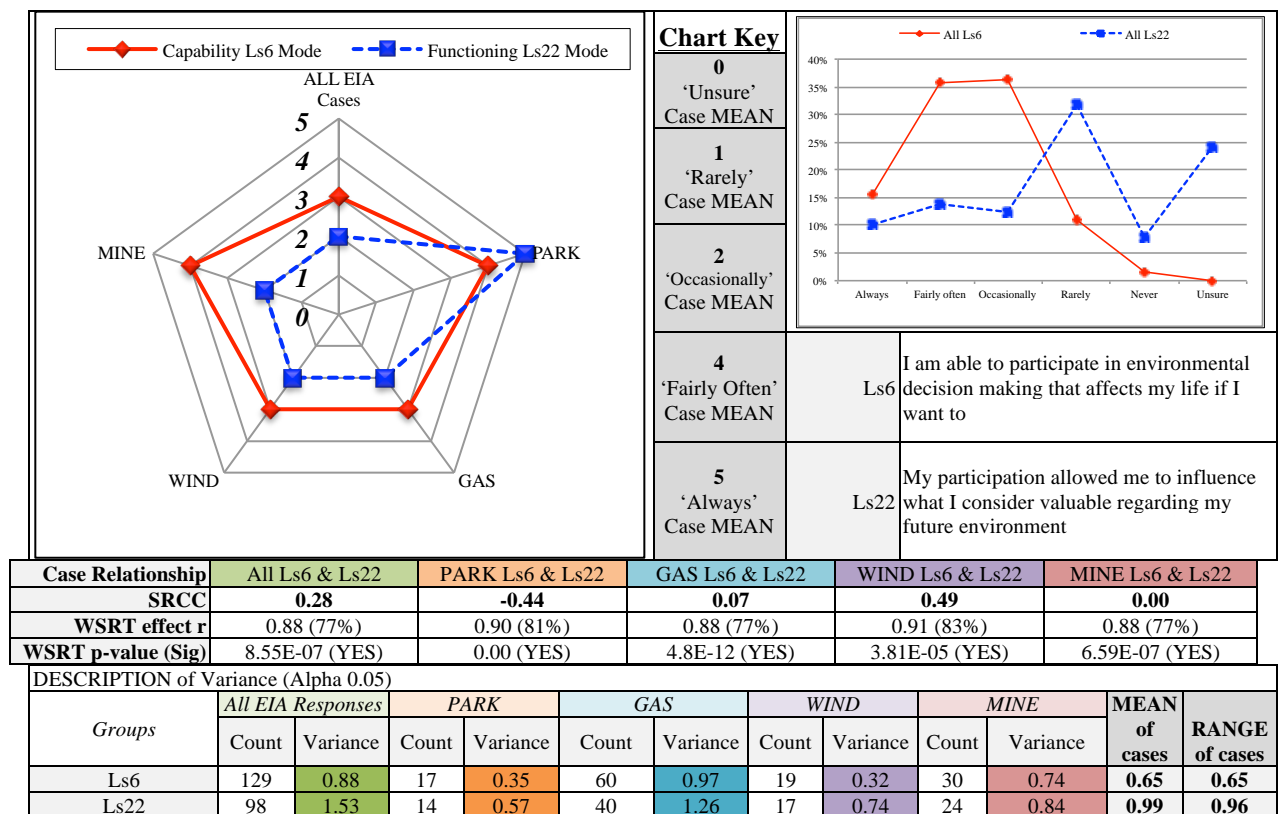 Capability Ls6 Mode
Functioning Ls22 Mode
ALL EIA
Cases
5
4
3
2
1
0
PARK
GAS
WIND
MINE
Chart Key
0
‘Unsure’
Case MEAN
1
‘Rarely’
Case MEAN
2
‘Occasionally’
Case MEAN
4
‘Fairly Often’
Case MEAN
5
‘Always’
Case MEAN
All Ls6
All Ls22
40%
35%
30%
25%
20%
15%
10%
5%
0%
Always Fairly often Occasionally Rarely Never Unsure
Ls6
I am able to participate in environmental
decision making that affects my life if I
want to
Ls22
My participation allowed me to influence
what I consider valuable regarding my
future environment
Case Relationship All Ls6 & Ls22 PARK Ls6 & Ls22 GAS Ls6 & Ls22 WIND Ls6 & Ls22 MINE Ls6 & Ls22
SRCC 0.28 -0.44 0.07 0.49 0.00
WSRT effect r 0.88 (77%) 0.90 (81%) 0.88 (77%) 0.91 (83%) 0.88 (77%)
WSRT p-value (Sig) 8.55E-07 (YES) 0.00 (YES) 4.8E-12 (YES) 3.81E-05 (YES) 6.59E-07 (YES)
DESCRIPTION of Variance (Alpha 0.05)
Groups All EIA Responses PARK GAS WIND MINE MEAN of cases RANGE of cases
Count Variance Count Variance Count Variance Count Variance Count Variance
Ls6 129 0.88 17 0.35 60 0.97 19 0.32 30 0.74 0.65 0.65
Ls22 98 1.53 14 0.57 40 1.26 17 0.74 24 0.84 0.99 0.96